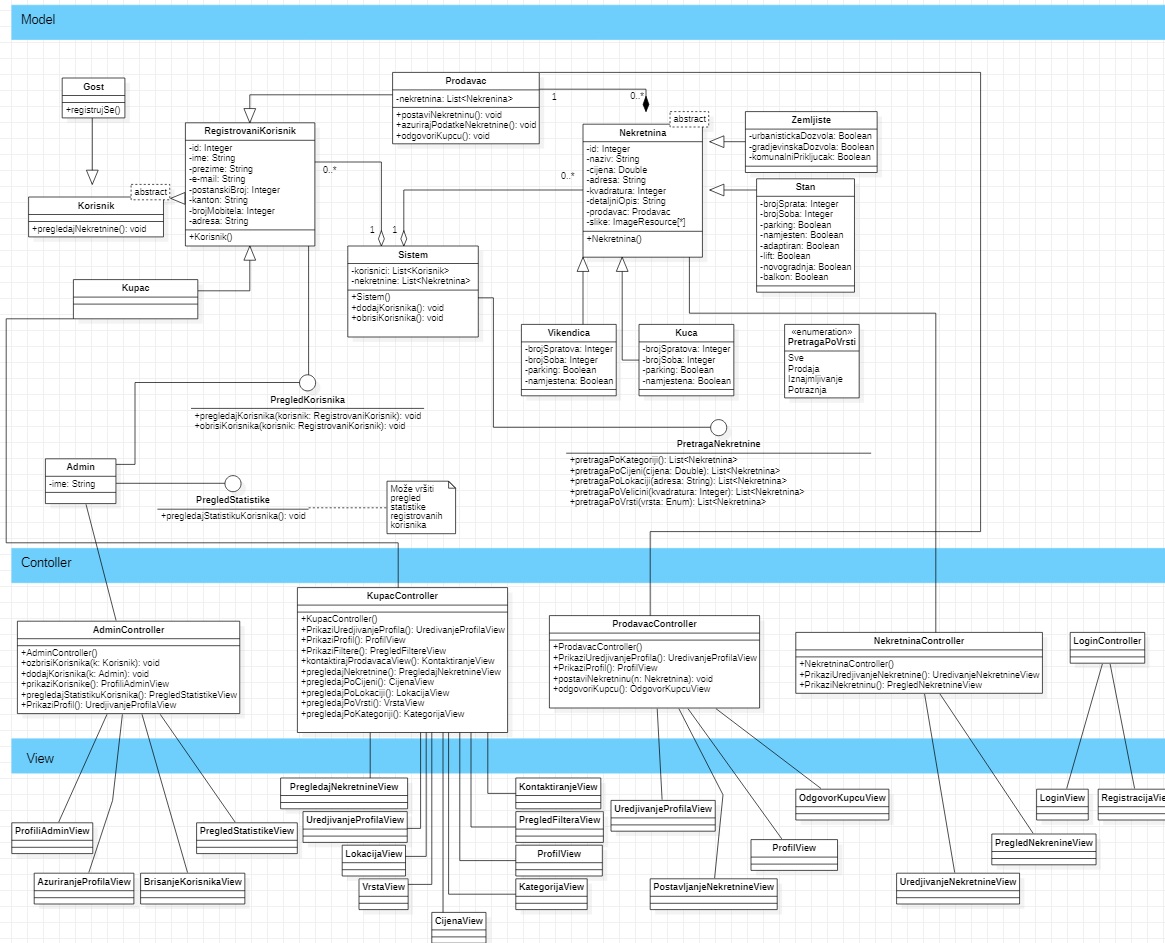 Model
Gost
+registrujSe()
Korisnik
+pregledajNekretnine(): void
abstract
RegistrovaniKorisnik
-id: Integer
-ime: String
-prezime: String
-e-mail: String
-postanskiBroj: Integer
-kanton: String
-brojMobitela: Integer
-adresa: String
+Korisnik()
Kupac
Prodavac
-nekretnina: List<Nekrenina>
+postaviNekretninu(): void
+azurirajPodatkeNekretnine(): void
+odgovoriKupcu(): void
1
0..*
0..*
0..*
1
1
Sistem
-korisnici: List<Korisnik>
-nekretnine: List<Nekretnina>
+Sistem()
+dodajKorisnika(): void
+obrisiKorisnika(): void
abstract
Nekretnina
-id: Integer
-naziv: String
-cijena: Double
-adresa: String
-kvadratura: Integer
-detaljniOpis: String
-prodavac: Prodavac
-slike: ImageResource[*]
+Nekretnina()
Zemljiste
-urbanistickaDozvola: Boolean
-gradjevinskaDozvola: Boolean
-komunalniPrikljucak: Boolean
Stan
-brojSprata: Integer
-brojSoba: Integer
-parking: Boolean
-namjesten: Boolean
-adaptiran: Boolean
-lift: Boolean
-novogradnja: Boolean
-balkon: Boolean
Vikendica
-brojSpratova: Integer
-brojSoba: Integer
-parking: Boolean
-namjestena: Boolean
Kuca
-brojSpratova: Integer
-brojSoba: Integer
-parking: Boolean
-namjestena: Boolean
«enumeration»
PretragaPoVrsti
Sve
Prodaja
Iznajmljivanje
Potraznja
PregledKorisnika
+pregledajKorisnika(korisnik: RegistrovaniKorisnik): void
+obrisiKorisnika(korisnik: RegistrovaniKorisnik): void
PretragaNekretnine
+pretragaPoKategoriji(): List<Nekretnina>
+pretragaPoCijeni(cijena: Double): List<Nekretnina>
+pretragaPoLokaciji(adresa: String): List<Nekretnina>
+pretragaPoVelicini(kvadratura: Integer): List<Nekretnina>
+pretragaPoVrsti(vrsta: Enum): List<Nekretnina>
Admin
-ime: String
PregledStatistike
+pregledajStatistikuKorisnika(): void
Može vršiti
pregled
statistike
registrovanih
korisnika
Contoller
AdminController
+AdminController()
+ozbrisiKorisnika(k: Korisnik): void
+dodajKorisnika(k: Admin): void
+prikaziKorisnike(): ProfiliAdminView
+pregledajStatistikuKorisnika(): PregledStatistikeView
+PrikaziProfil(): UredjivanjeProfilaView
KupacController
+KupacController()
+PrikaziUredjivanjeProfila(): UredivanjeProfilaView
+PrikaziProfil(): ProfilView
+PrikaziFiltere(): PregledFiltereView
+kontaktirajProdavacaView(): KontaktiranjeView
+pregledajNekretnine(): PregledajNekretnineView
+pregledajPoCijeni(): CijenaView
+pregledajPoLokaciji(): LokacijaView
+pregledajPoVrsti(): VrstaView
+pregledajPoKategoriji(): KategorijaView
ProdavacController
+ProdavacController()
+PrikaziUredjivanjeProfila(): UredivanjeProfilaView
+PrikaziProfil(): ProfilView
+postaviNekretninu(n: Nekretnina): void
+odgovoriKupcu(): OdgovorKupcuView
NekretninaController
+NekretninaController()
+PrikaziUredjivanjeNekretnine(): UredivanjeNekretnineView
+PrikaziNekretninu(): PregledNekretnineView
LoginController
View
ProfiliAdminView
AzuriranjeProfilaView
BrisanjeKorisnikaView
PregledStatistikeView
PregledajNekretnineView
UredjivanjeProfilaView
LokacijaView
VrstaView
CijenaView
KontaktiranjeView
PregledFilteraView
ProfilView
KategorijaView
UredjivanjeProfilaView
PostavljanjeNekretnineView
ProfilView
OdgovorKupcuView
UredjivanjeNekretnineView
PregledNekrenineView
LoginView
RegistracijaVie